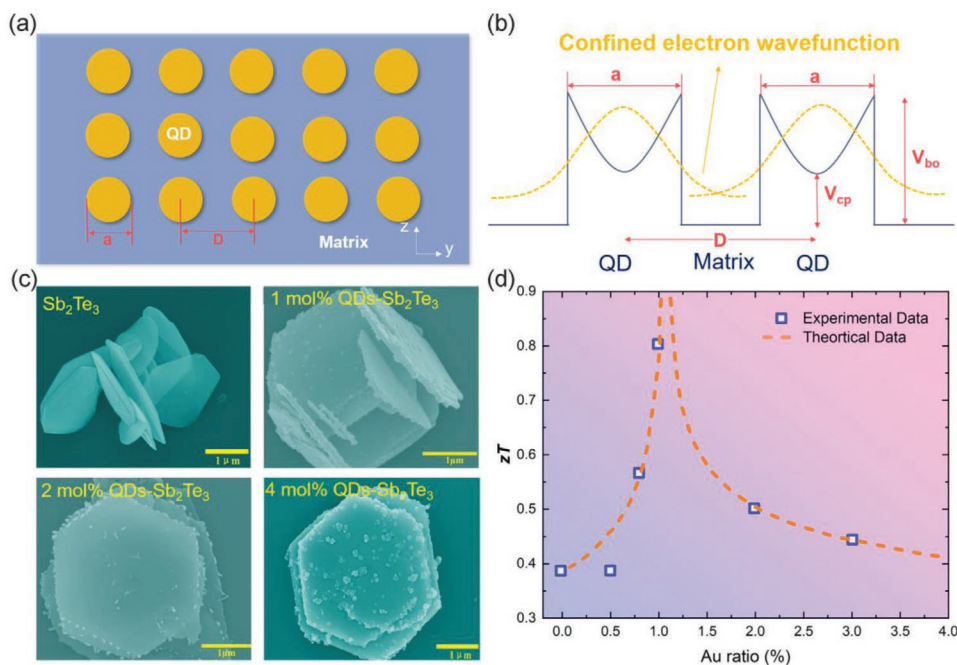 (a)
QD
a
D
Matrix
z
y
(b)
Confined electron wavefunction
a
a
V_bo
V_cp
D
QD
Matrix
QD
(c)
Sb₂Te₃
1 μm
1 mol% QDs-Sb₂Te₃
1μm
2 mol% QDs-Sb₂Te₃
1μm
4 mol% QDs-Sb₂Te₃
1 μm
(d)
Experimental Data
Theortical Data
zT
0.9
0.8
0.7
0.6
0.5
0.4
0.3
0.0
0.5
1.0
1.5
2.0
2.5
3.0
3.5
4.0
Au ratio (%)